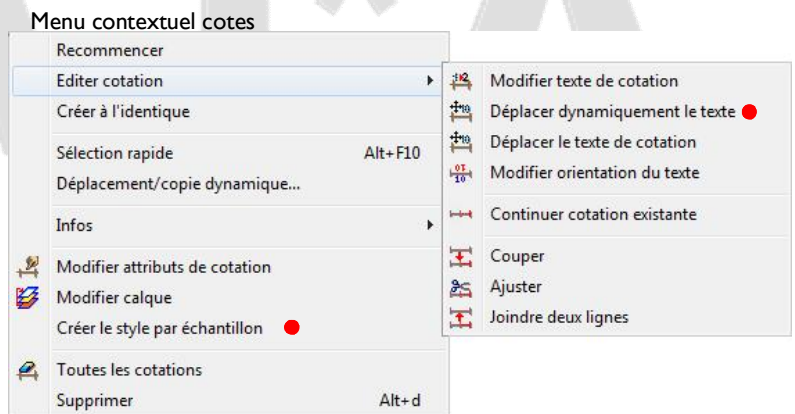 Menu contextuel cotes
Recommencer
Editer cotation
Créer à l'identique
Sélection rapide Alt+F10
Déplacement/copie dynamique...
Infos
Modifier attributs de cotation
Modifier calque
Créer le style par échantillon
Toutes les cotations
Supprimer Alt+d
Modifier texte de cotation
Déplacer dynamiquement le texte
Déplacer le texte de cotation
Modifier orientation du texte
Continuer cotation existante
Couper
Ajuster
Joindre deux lignes